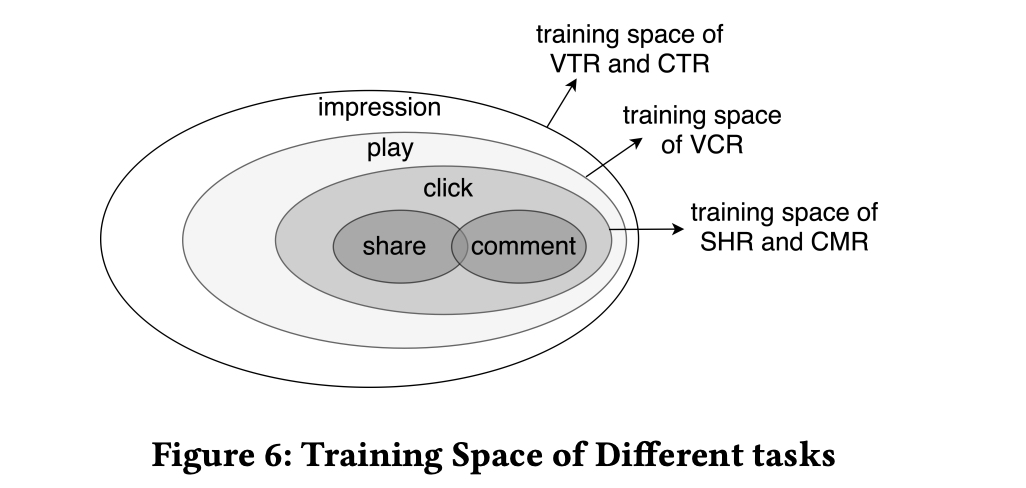 training space of
VTR and CTR
impression
training space
of VCR
play
click
training space of
SHR and CMR
share
comment
Figure 6: Training Space of Different tasks